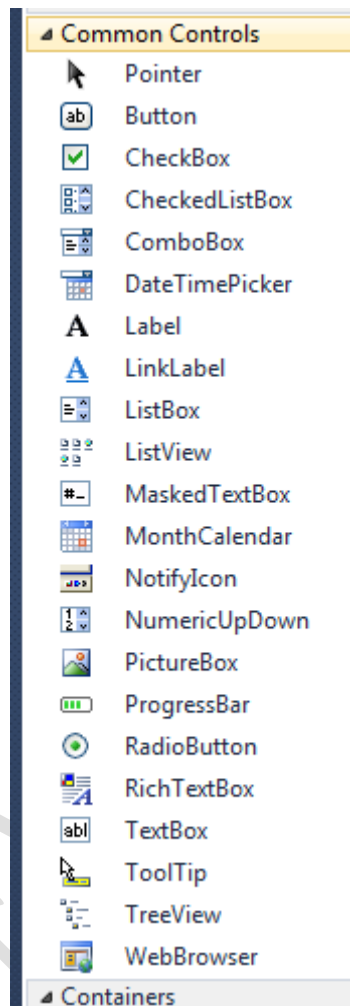 Common Controls
Pointer
Button
CheckBox
CheckedListBox
ComboBox
DateTimePicker
Label
LinkLabel
ListBox
ListView
MaskedTextBox
MonthCalendar
NotifyIcon
NumericUpDown
PictureBox
ProgressBar
RadioButton
RichTextBox
TextBox
ToolTip
TreeView
WebBrowser
Containers